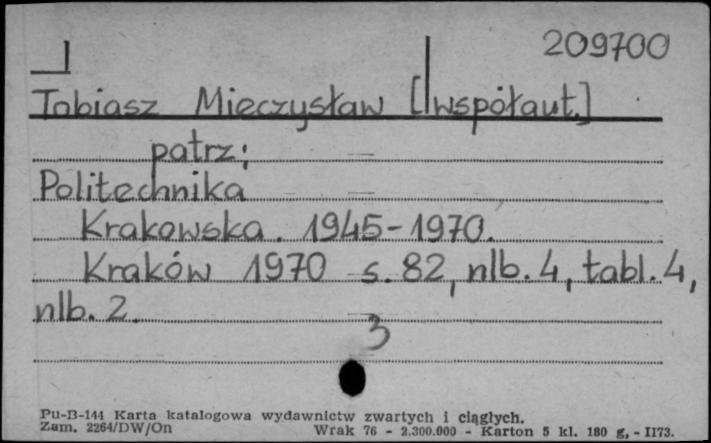 209700
Tobiasz Mieczysław [współaut.]
patrz:
Politechnika
Krakowska. 1945-1970.
Kraków 1970 s. 82, nlb. 4, tabl. 4,
nlb. 2.
3
Pu-B-144 Karta katalogowa wydawnictw zwartych i ciągłych.
Zam. 2264/DW/On Wrak 76 - 2.300.000 - Karton 5 kl. 180 g. - II73.